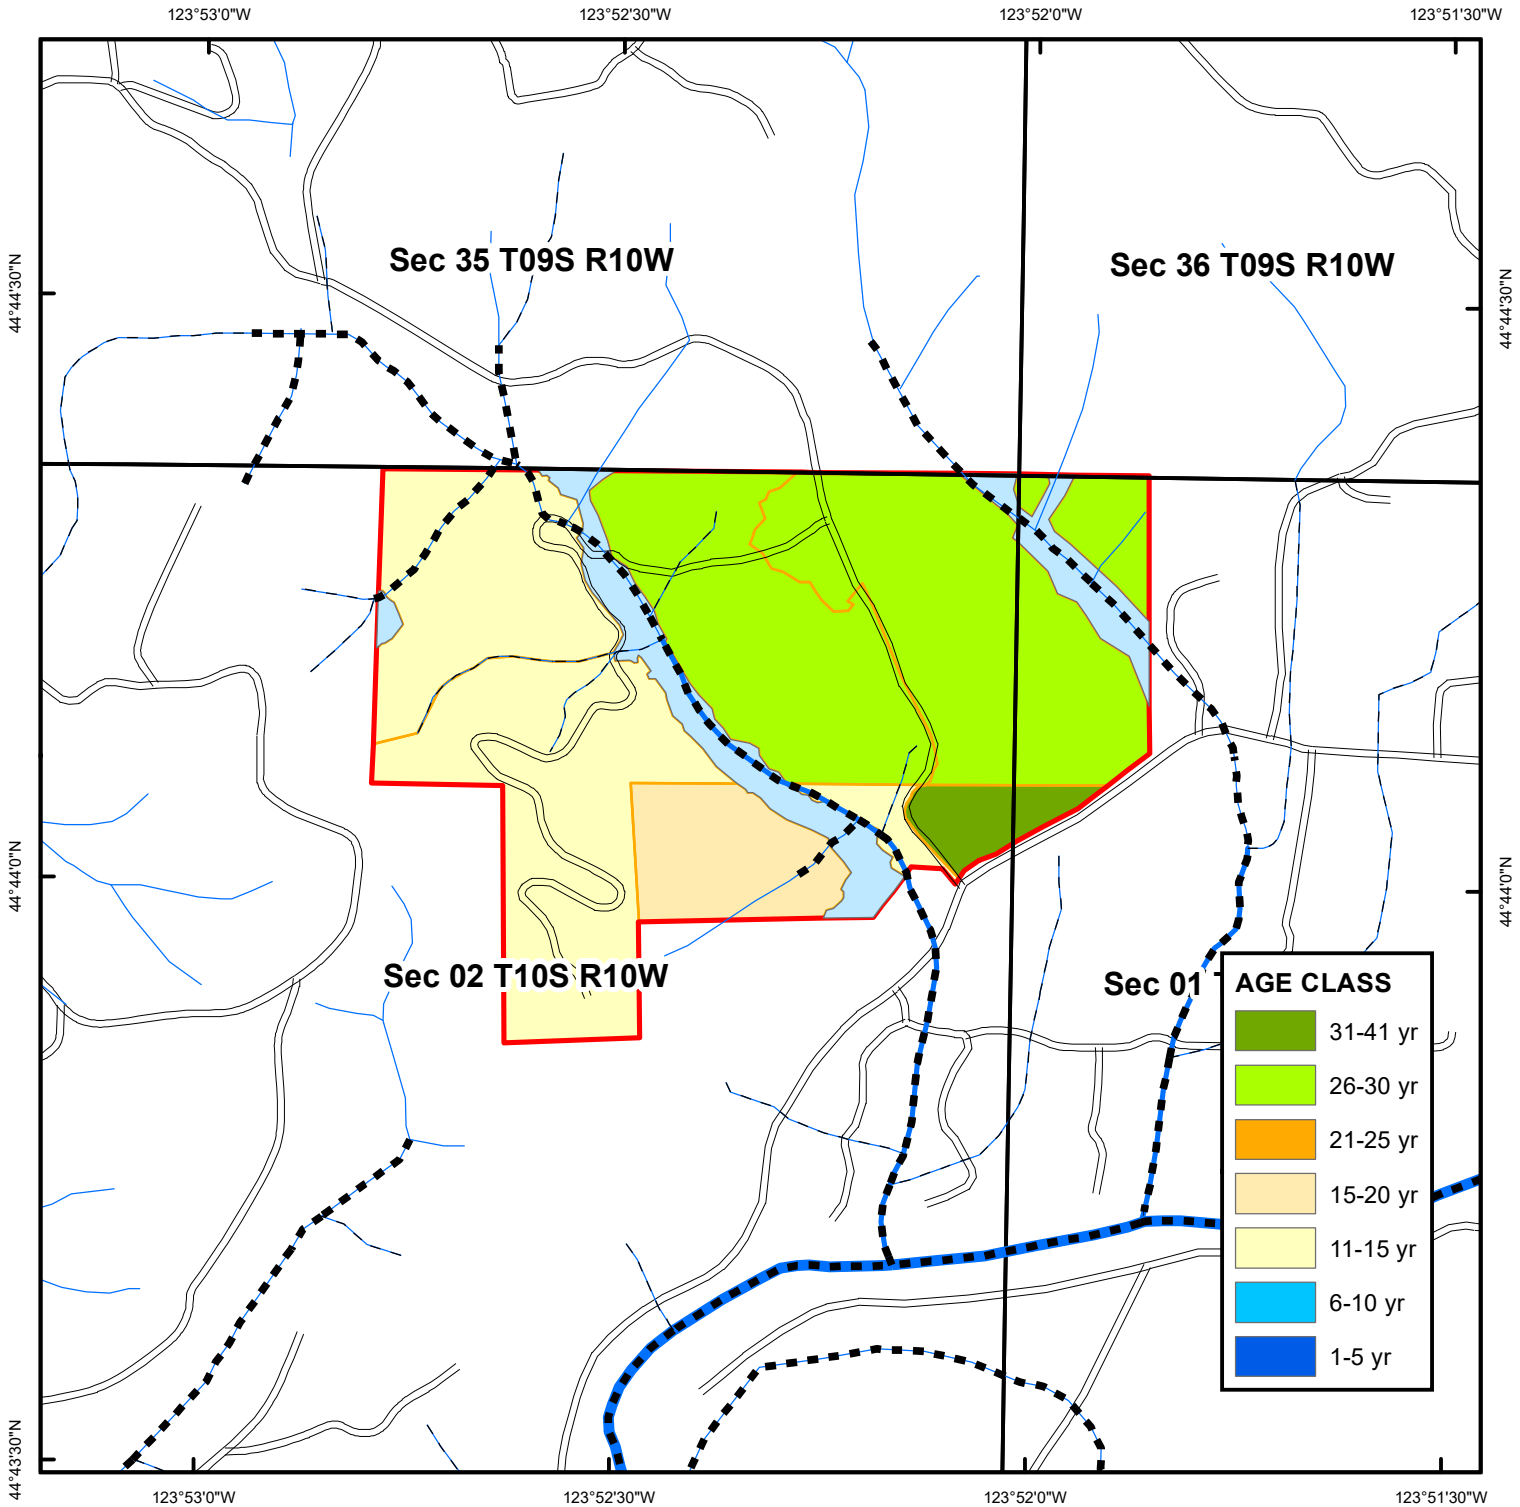 123°53'0"W
123°52'30"W
123°52'0"W
123°51'30"W
Sec 35 T09S R10W
Sec 36 T09S R10W
44°44'30"N
44°44'30"N
44°44'0"N
44°44'0"N
Sec 02 T10S R10W
Sec 01 T
AGE CLASS
31-41 yr
26-30 yr
21-25 yr
15-20 yr
11-15 yr
6-10 yr
1-5 yr
44°43'30"N
123°53'0"W
123°52'30"W
123°52'0"W
123°51'30"W